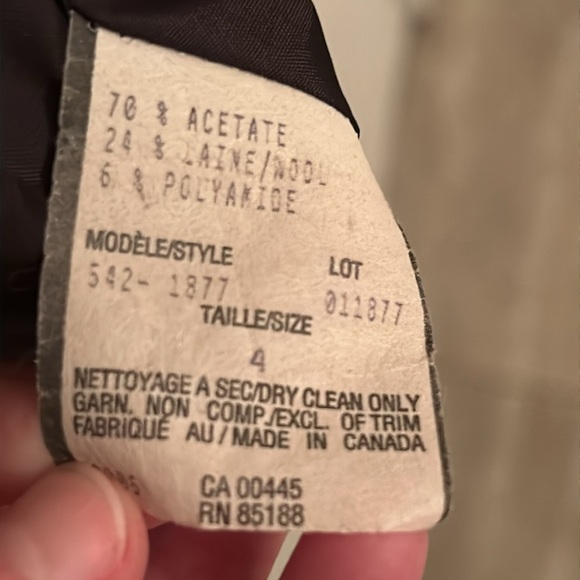 70 % ACETATE
24 % LAINE/WOOL
6 % POLYAMIDE
MODÈLE/STYLE
LOT
542- 1877
011877
TAILLE/SIZE
4
NETTOYAGE A SEC/DRY CLEAN ONLY
GARN. NON COMP./EXCL. OF TRIM
FABRIQUÉ AU / MADE IN CANADA
CA 00445
RN 85188